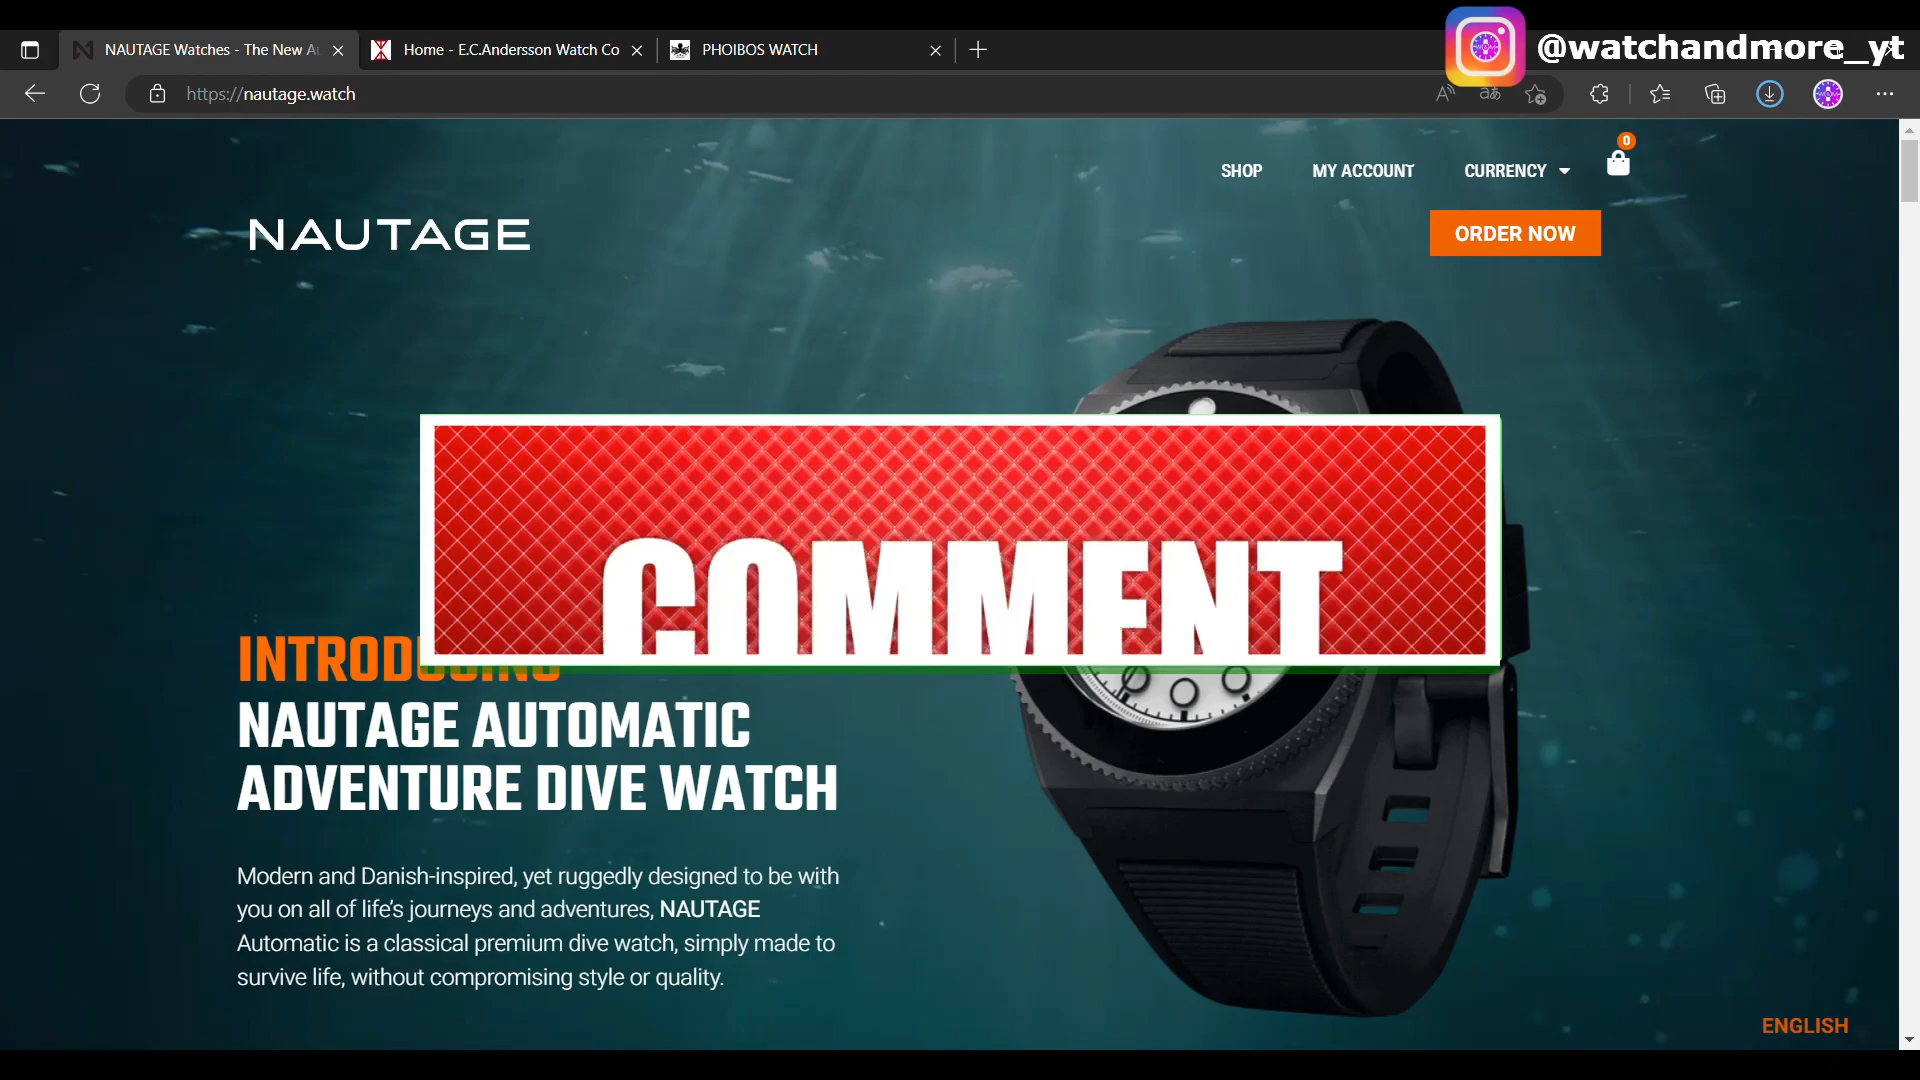 NAUTAGE Watches - The New Au
Home - E.C.Andersson Watch Co
PHOIBOS WATCH
@watchandmore_yt
https://nautage.watch
0
SHOP
MY ACCOUNT
CURRENCY
NAUTAGE
ORDER NOW
COMMENT
INTRODUCING
NAUTAGE AUTOMATIC
ADVENTURE DIVE WATCH
Modern and Danish-inspired, yet ruggedly designed to be with
you on all of life's journeys and adventures, NAUTAGE
Automatic is a classical premium dive watch, simply made to
survive life, without compromising style or quality.
ENGLISH